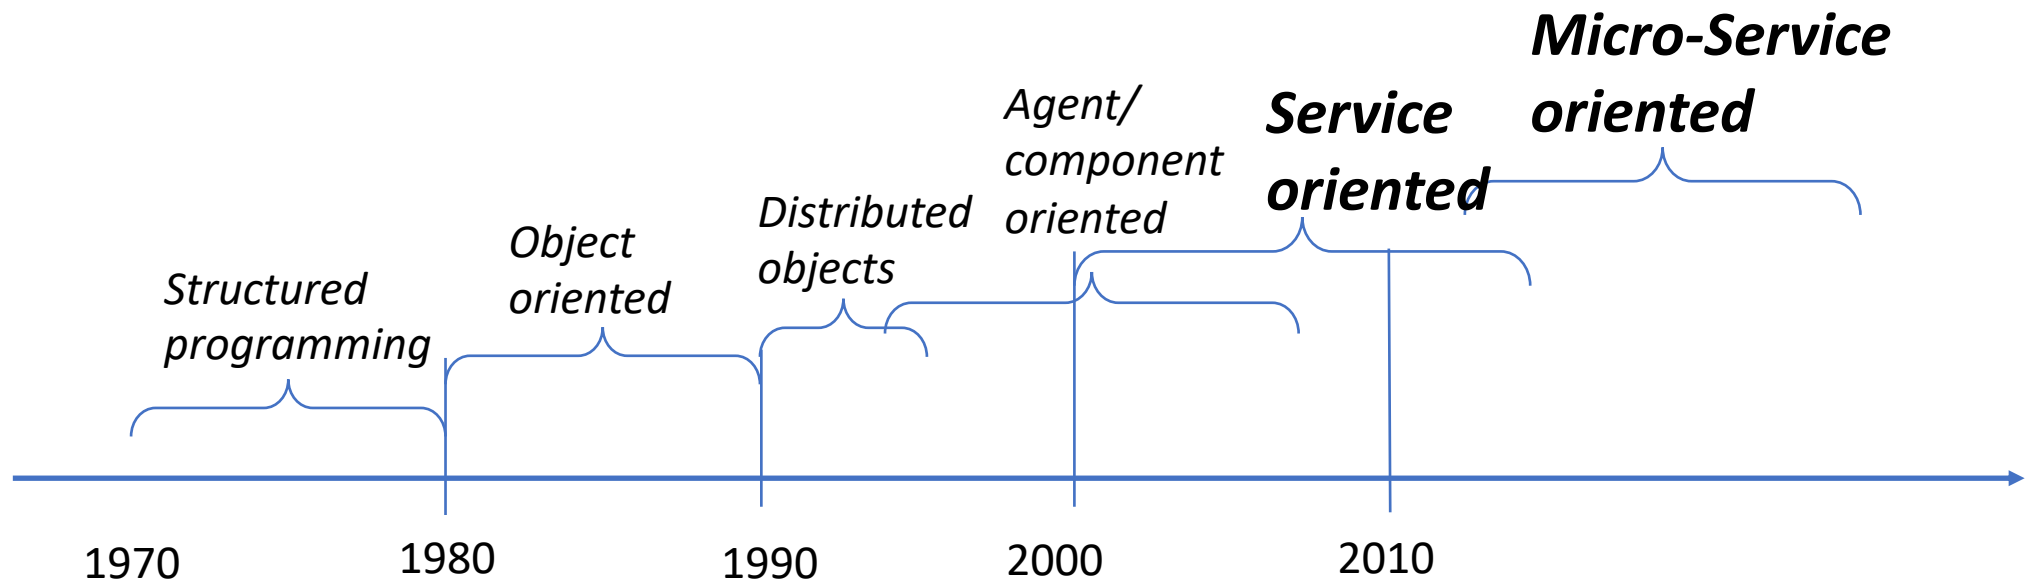 Structured
programming
Object
oriented
Distributed
objects
Agent/
component
oriented
Service
oriented
Micro-Service
oriented
1970
1980
1990
2000
2010